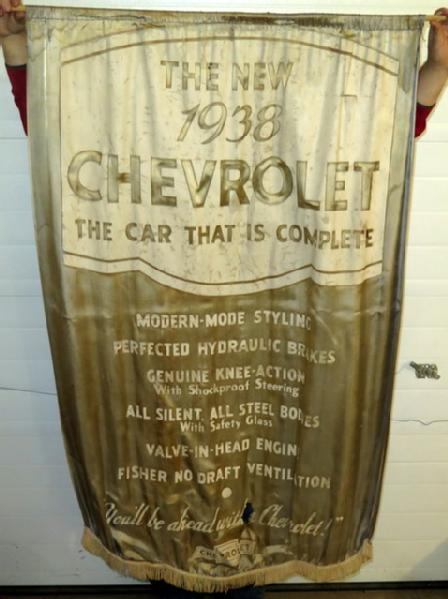 THE NEW
1938
CHEVROLET
THE CAR THAT IS COMPLETE
MODERN-MODE STYLING
PERFECTED HYDRAULIC BRAKES
GENUINE KNEE-ACTION
With Shockproof Steering
ALL SILENT, ALL STEEL BODIES
With Safety Glass
VALVE-IN-HEAD ENGIN
FISHER NO DRAFT VENTILATION
You'll be ahead with a Chevrolet!"
CHEVROLET